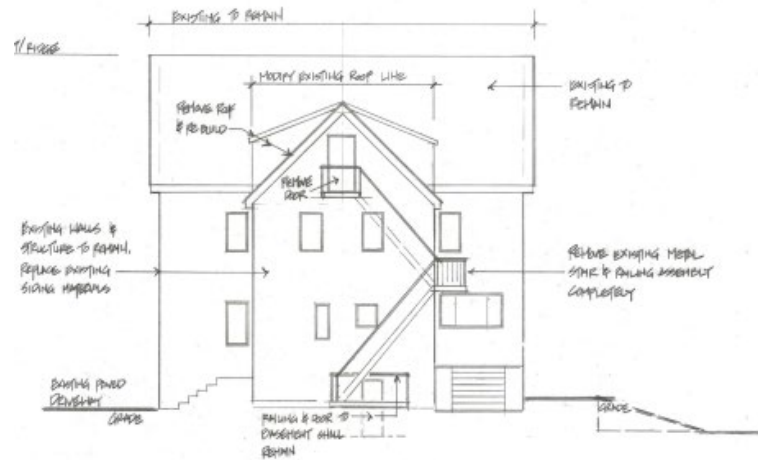 EXISTING TO REMAIN
T/ RIDGE
MODIFY EXISTING ROOF LINE
REMOVE ROOF
& REBUILD
EXISTING TO
REMAIN
REMOVE
DOOR
EXISTING WALLS &
STRUCTURE TO REMAIN.
REPLACE EXISTING
SIDING MATERIALS
REMOVE EXISTING METAL
STAIR & RAILING ASSEMBLY
COMPLETELY
EXISTING PAVED
DRIVEWAY
GRADE
RAILING & DOOR TO
BASEMENT SHALL
REMAIN
GRADE